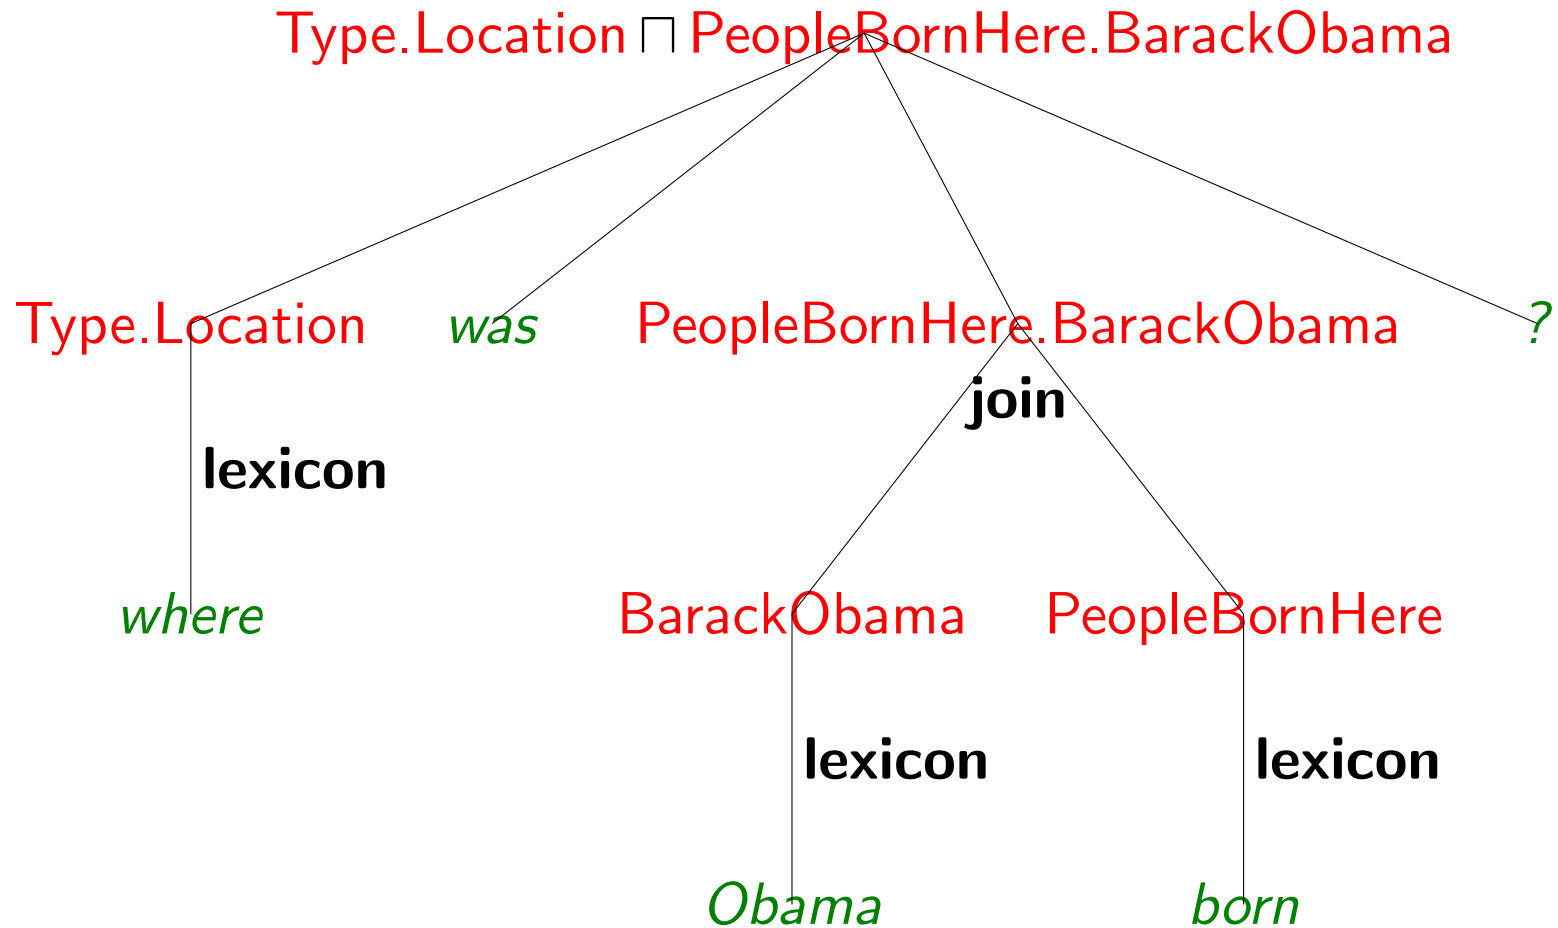 Type.Location ⊓ PeopleBornHere.BarackObama
Type.Location was PeopleBornHere.BarackObama ?
join
lexicon
where BarackObama PeopleBornHere
lexicon lexicon
Obama born